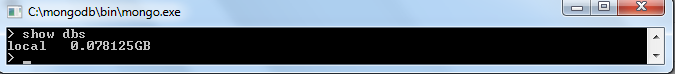 C:\mongodb\bin\mongo.exe
> show dbs
local   0.078125GB
> _